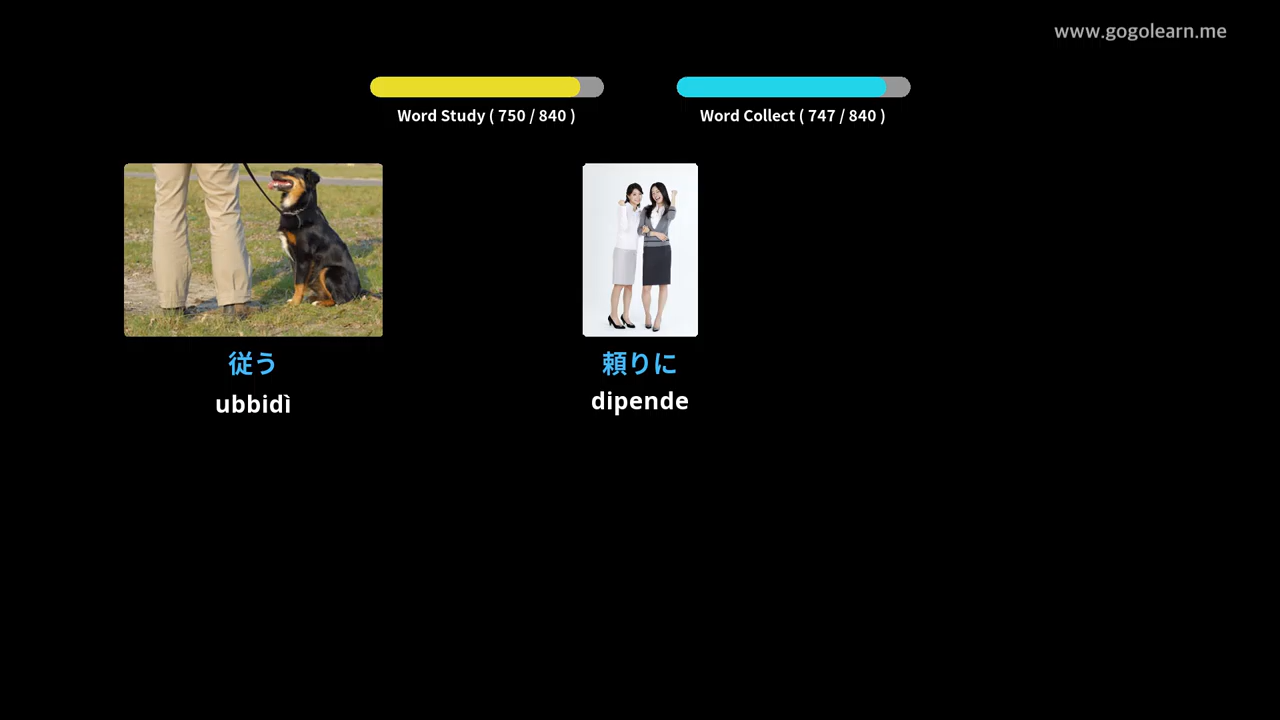 www.gogolearn.me
Word Study ( 750 / 840 )
Word Collect ( 747 / 840 )
従う
ubbidì
頼りに
dipende